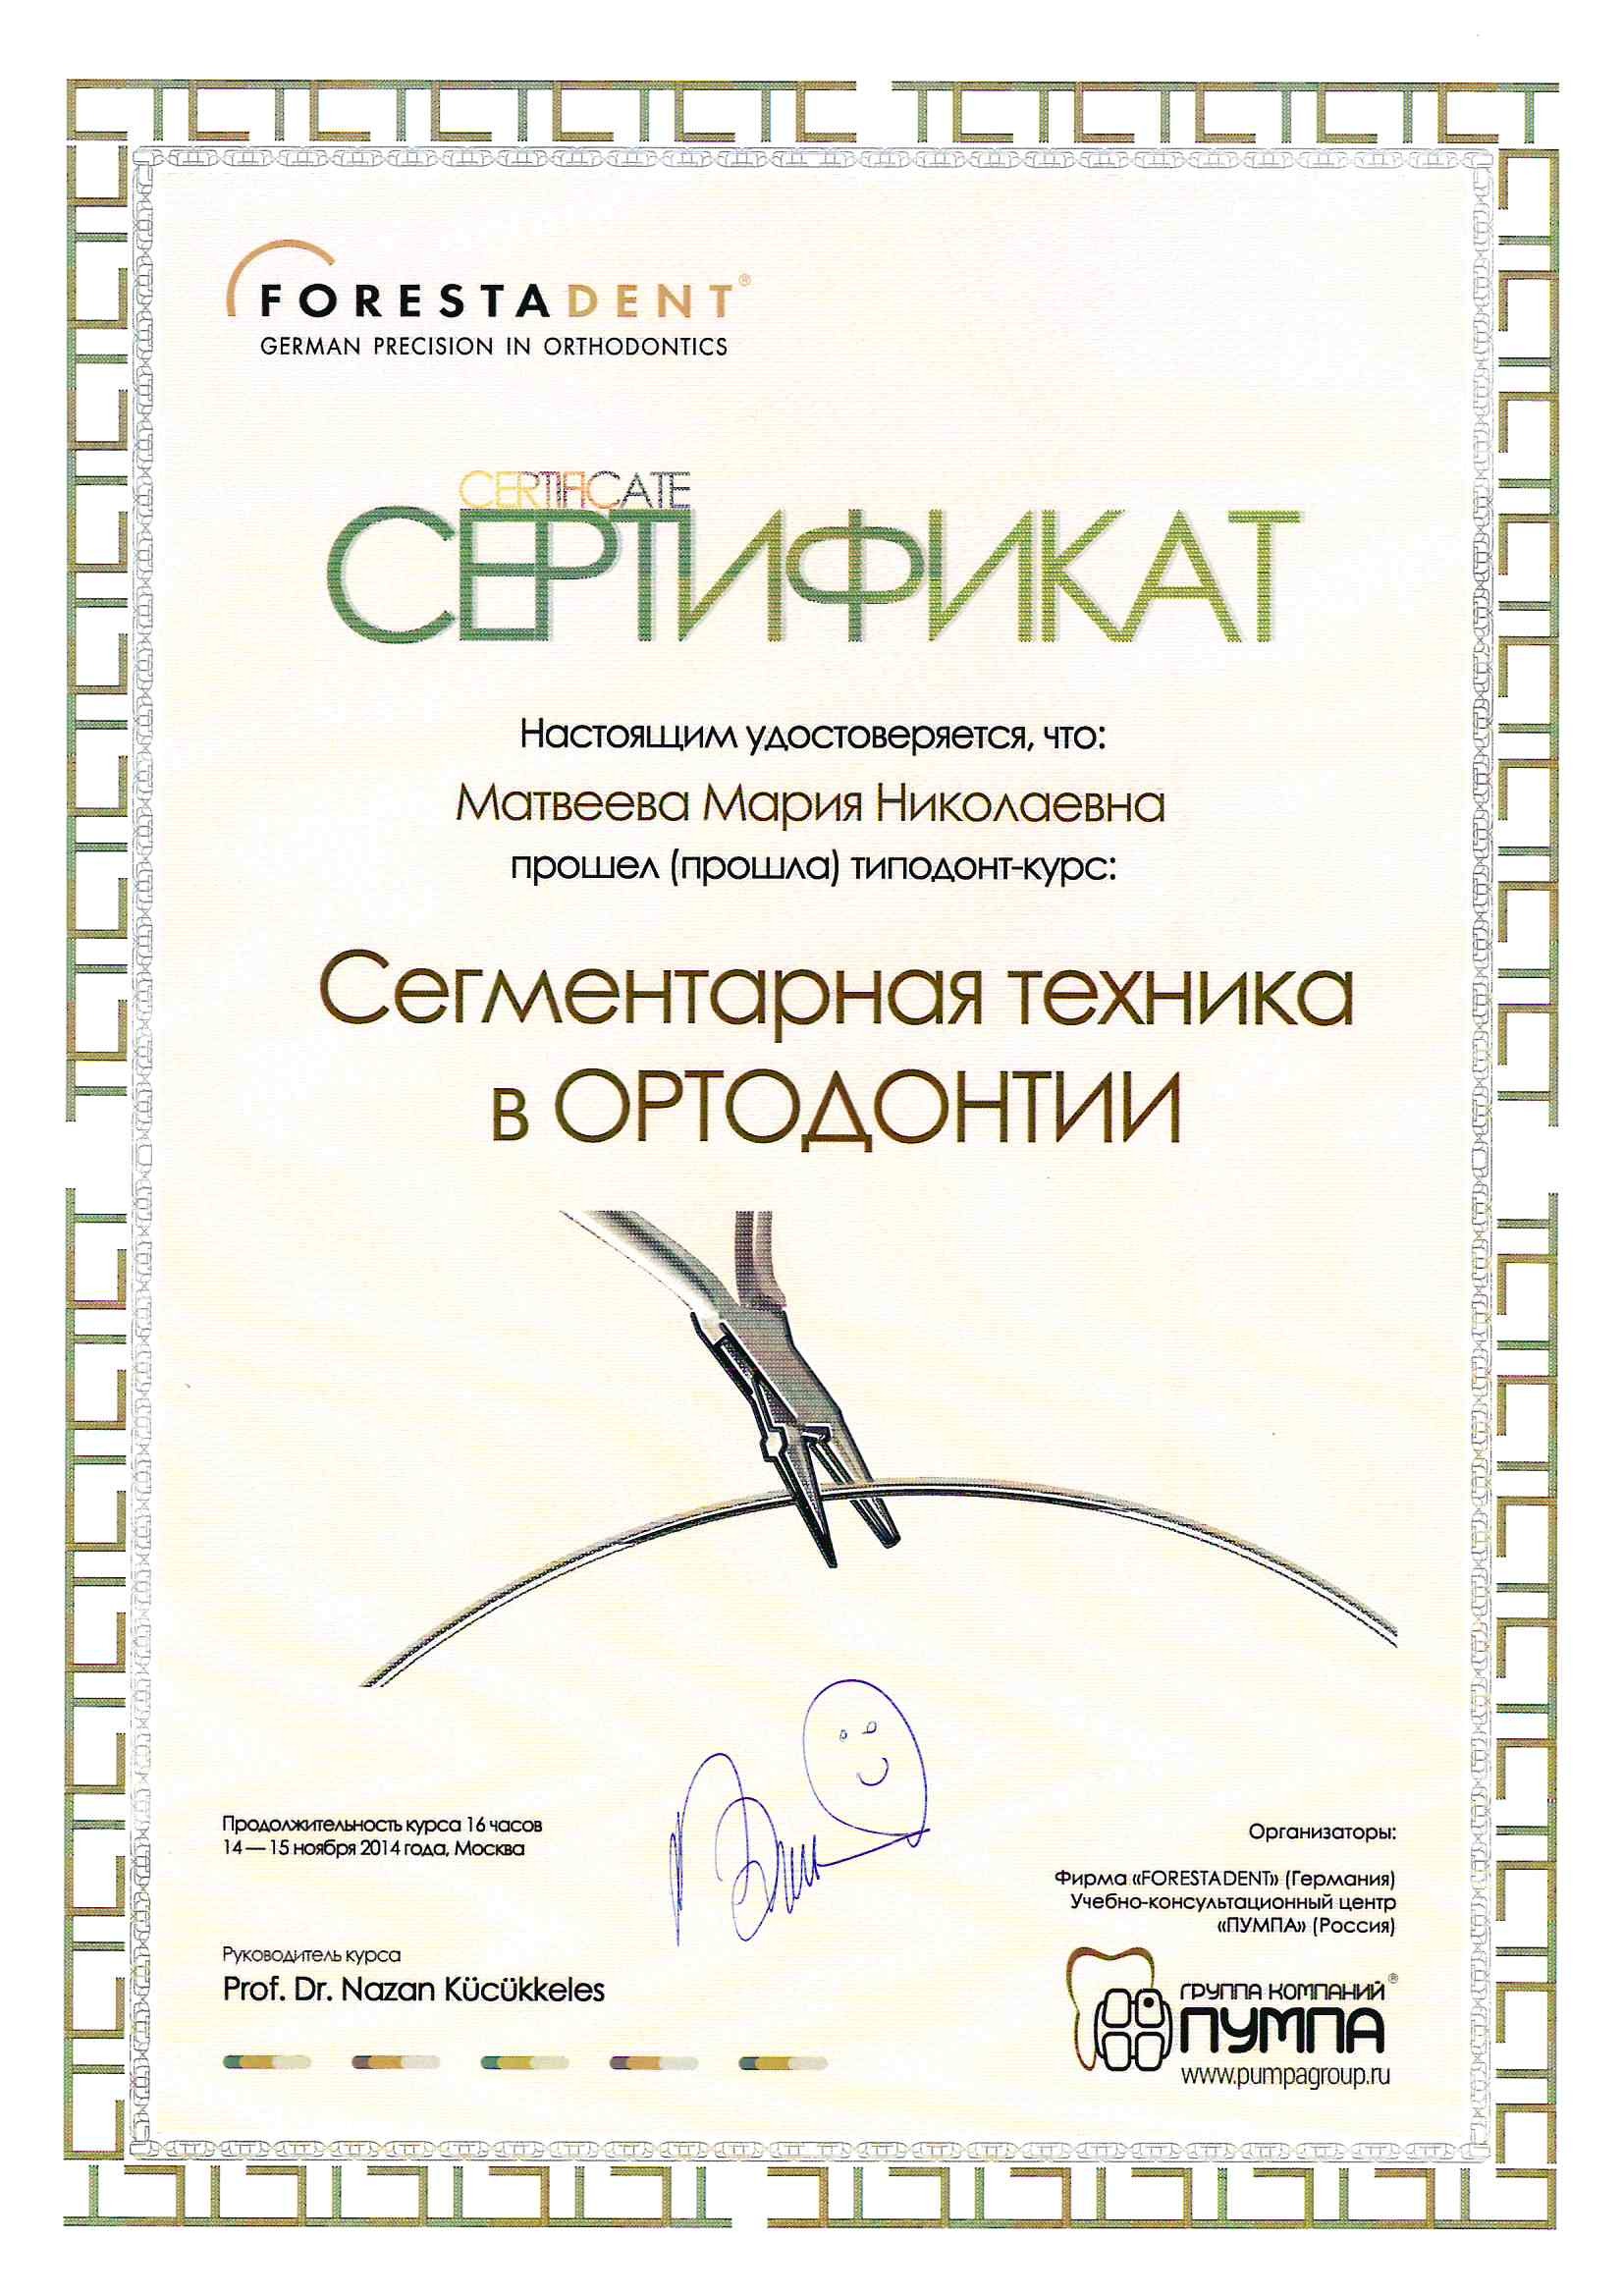 FORESTADENT®
GERMAN PRECISION IN ORTHODONTICS
CERTIFICATE
СЕРТИФИКАТ
Настоящим удостоверяется, что:
Матвеева Мария Николаевна
прошел (прошла) типодонт-курс:
Сегментарная техника
в ОРТОДОНТИИ
Продолжительность курса 16 часов
14 — 15 ноября 2014 года, Москва
Руководитель курса
Prof. Dr. Nazan Kücükkeles
Организаторы:
Фирма «FORESTADENT» (Германия)
Учебно-консультационный центр
«ПУМПА» (Россия)
ГРУППА КОМПАНИЙ®
ПУМПА
www.pumpagroup.ru